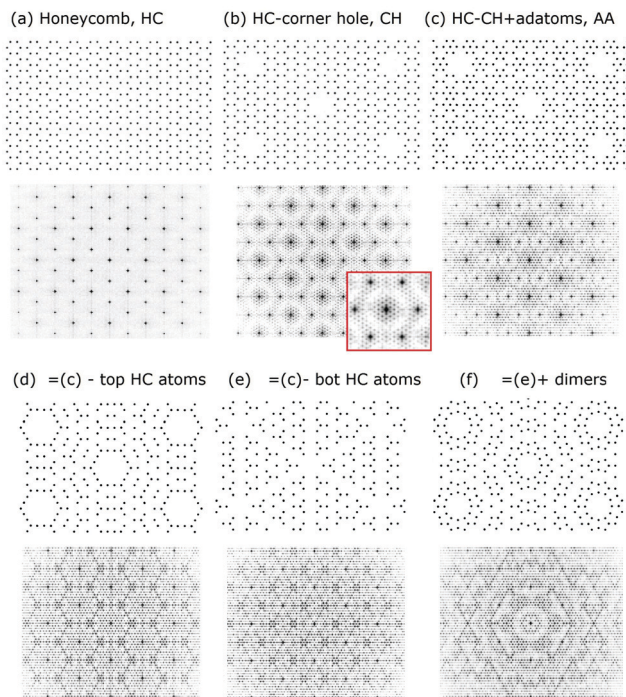 (a) Honeycomb, HC
(b) HC-corner hole, CH
(c) HC-CH+adatoms, AA
(d) =(c) - top HC atoms
(e) =(c)- bot HC atoms
(f) =(e)+ dimers